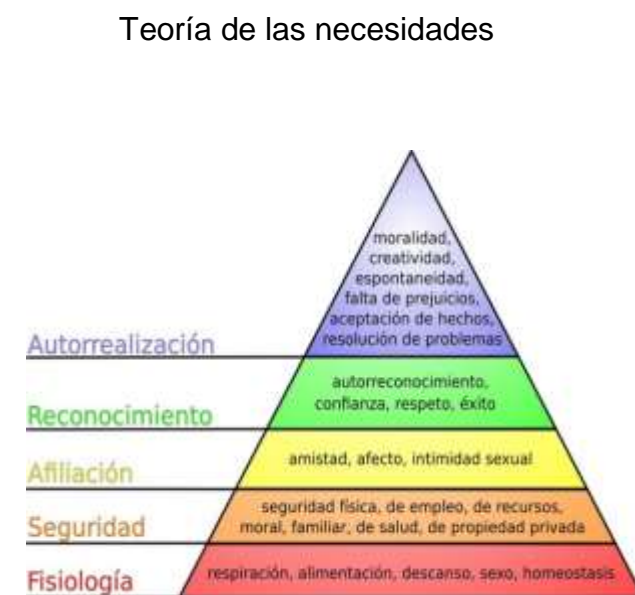 Teoría de las necesidades
moralidad,
creatividad,
espontaneidad,
falta de prejuicios,
aceptación de hechos,
resolución de problemas
Autorrealización
autorreconocimiento,
confianza, respeto, éxito
Reconocimiento
amistad, afecto, intimidad sexual
Afiliación
seguridad física, de empleo, de recursos,
moral, familiar, de salud, de propiedad privada
Seguridad
respiración, alimentación, descanso, sexo, homeostasis
Fisiología